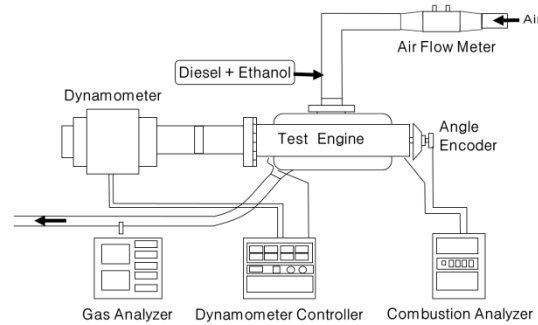 Air
Air Flow Meter
Diesel + Ethanol
Dynamometer
Test Engine
Angle
Encoder
Gas Analyzer
Dynamometer Controller
Combustion Analyzer